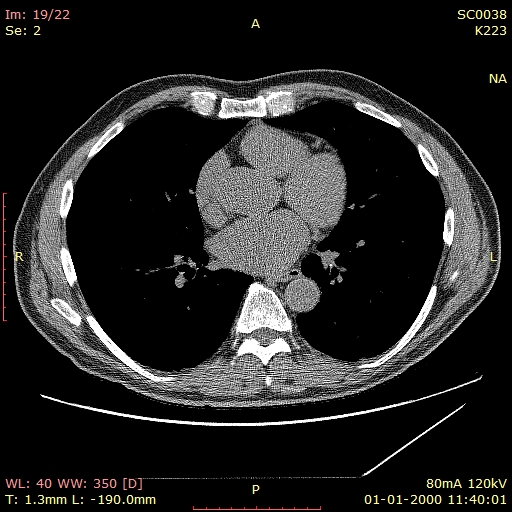 Im: 19/22
Se: 2
A
SC0038
K223
NA
R
L
WL: 40 WW: 350 [D]
T: 1.3mm L: -190.0mm
P
80mA 120kV
01-01-2000 11:40:01